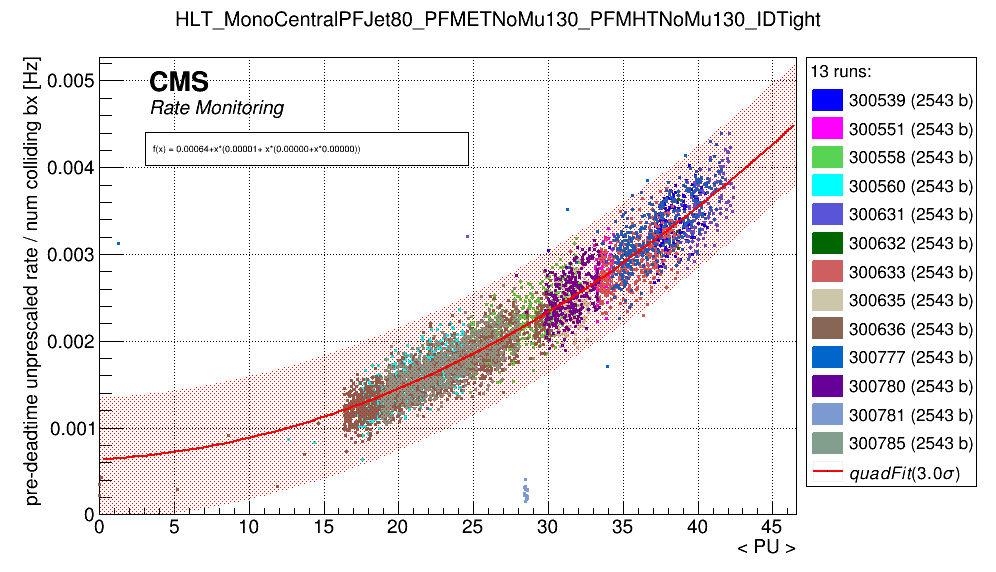 HLT_MonoCentralPFJet80_PFMETNoMu130_PFMHTNoMu130_IDTight
pre-deadtime unprescaled rate / num colliding bx [Hz]
CMS
Rate Monitoring
f(x) = 0.00064+x*(0.00001+ x*(0.00000+x*0.00000))
0.005
0.004
0.003
0.002
0.001
0
0 5 10 15 20 25 30 35 40 45
< PU >
13 runs:
300539 (2543 b)
300551 (2543 b)
300558 (2543 b)
300560 (2543 b)
300631 (2543 b)
300632 (2543 b)
300633 (2543 b)
300635 (2543 b)
300636 (2543 b)
300777 (2543 b)
300780 (2543 b)
300781 (2543 b)
300785 (2543 b)
quadFit(3.0σ)